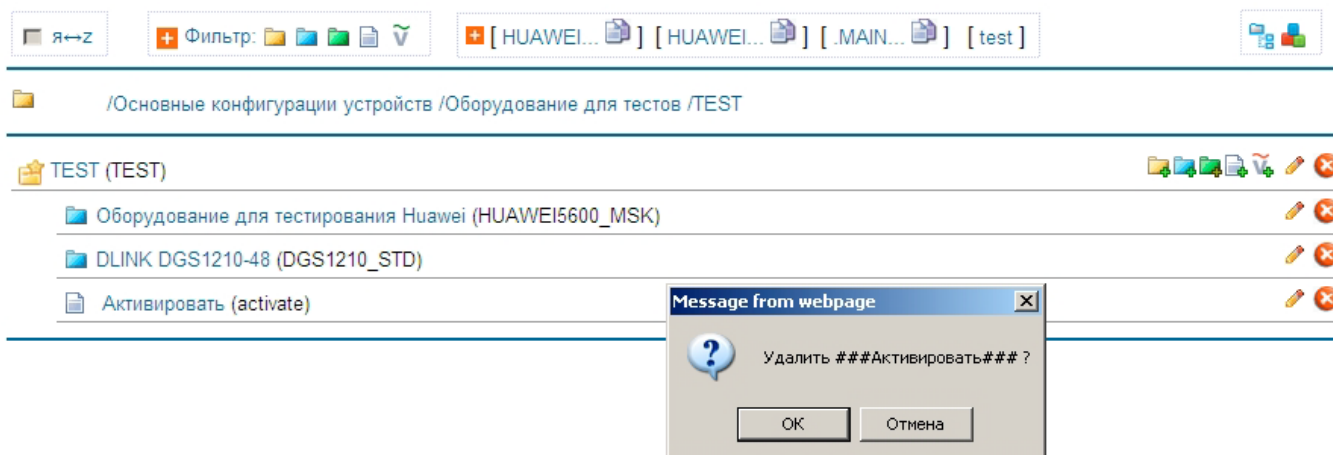 я↔z Фильтр: [ HUAWEI... ] [ HUAWEI... ] [ .MAIN... ] [ test ]
/Основные конфигурации устройств /Оборудование для тестов /TEST
TEST (TEST)
Оборудование для тестирования Huawei (HUAWEI5600_MSK)
DLINK DGS1210-48 (DGS1210_STD)
Активировать (activate)
Message from webpage
Удалить ###Активировать### ?
OK Отмена